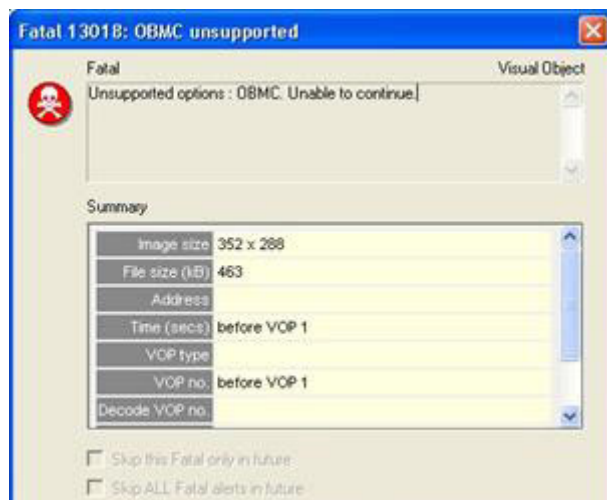 Fatal 13018: OBMC unsupported
Fatal Visual Object
Unsupported options : OBMC. Unable to continue.
Summary
Image size 352 x 288
File size (kB) 463
Address
Time (secs) before VOP 1
VOP type
VOP no. before VOP 1
Decode VOP no.
Skip this Fatal only in future
Skip ALL Fatal alerts in future